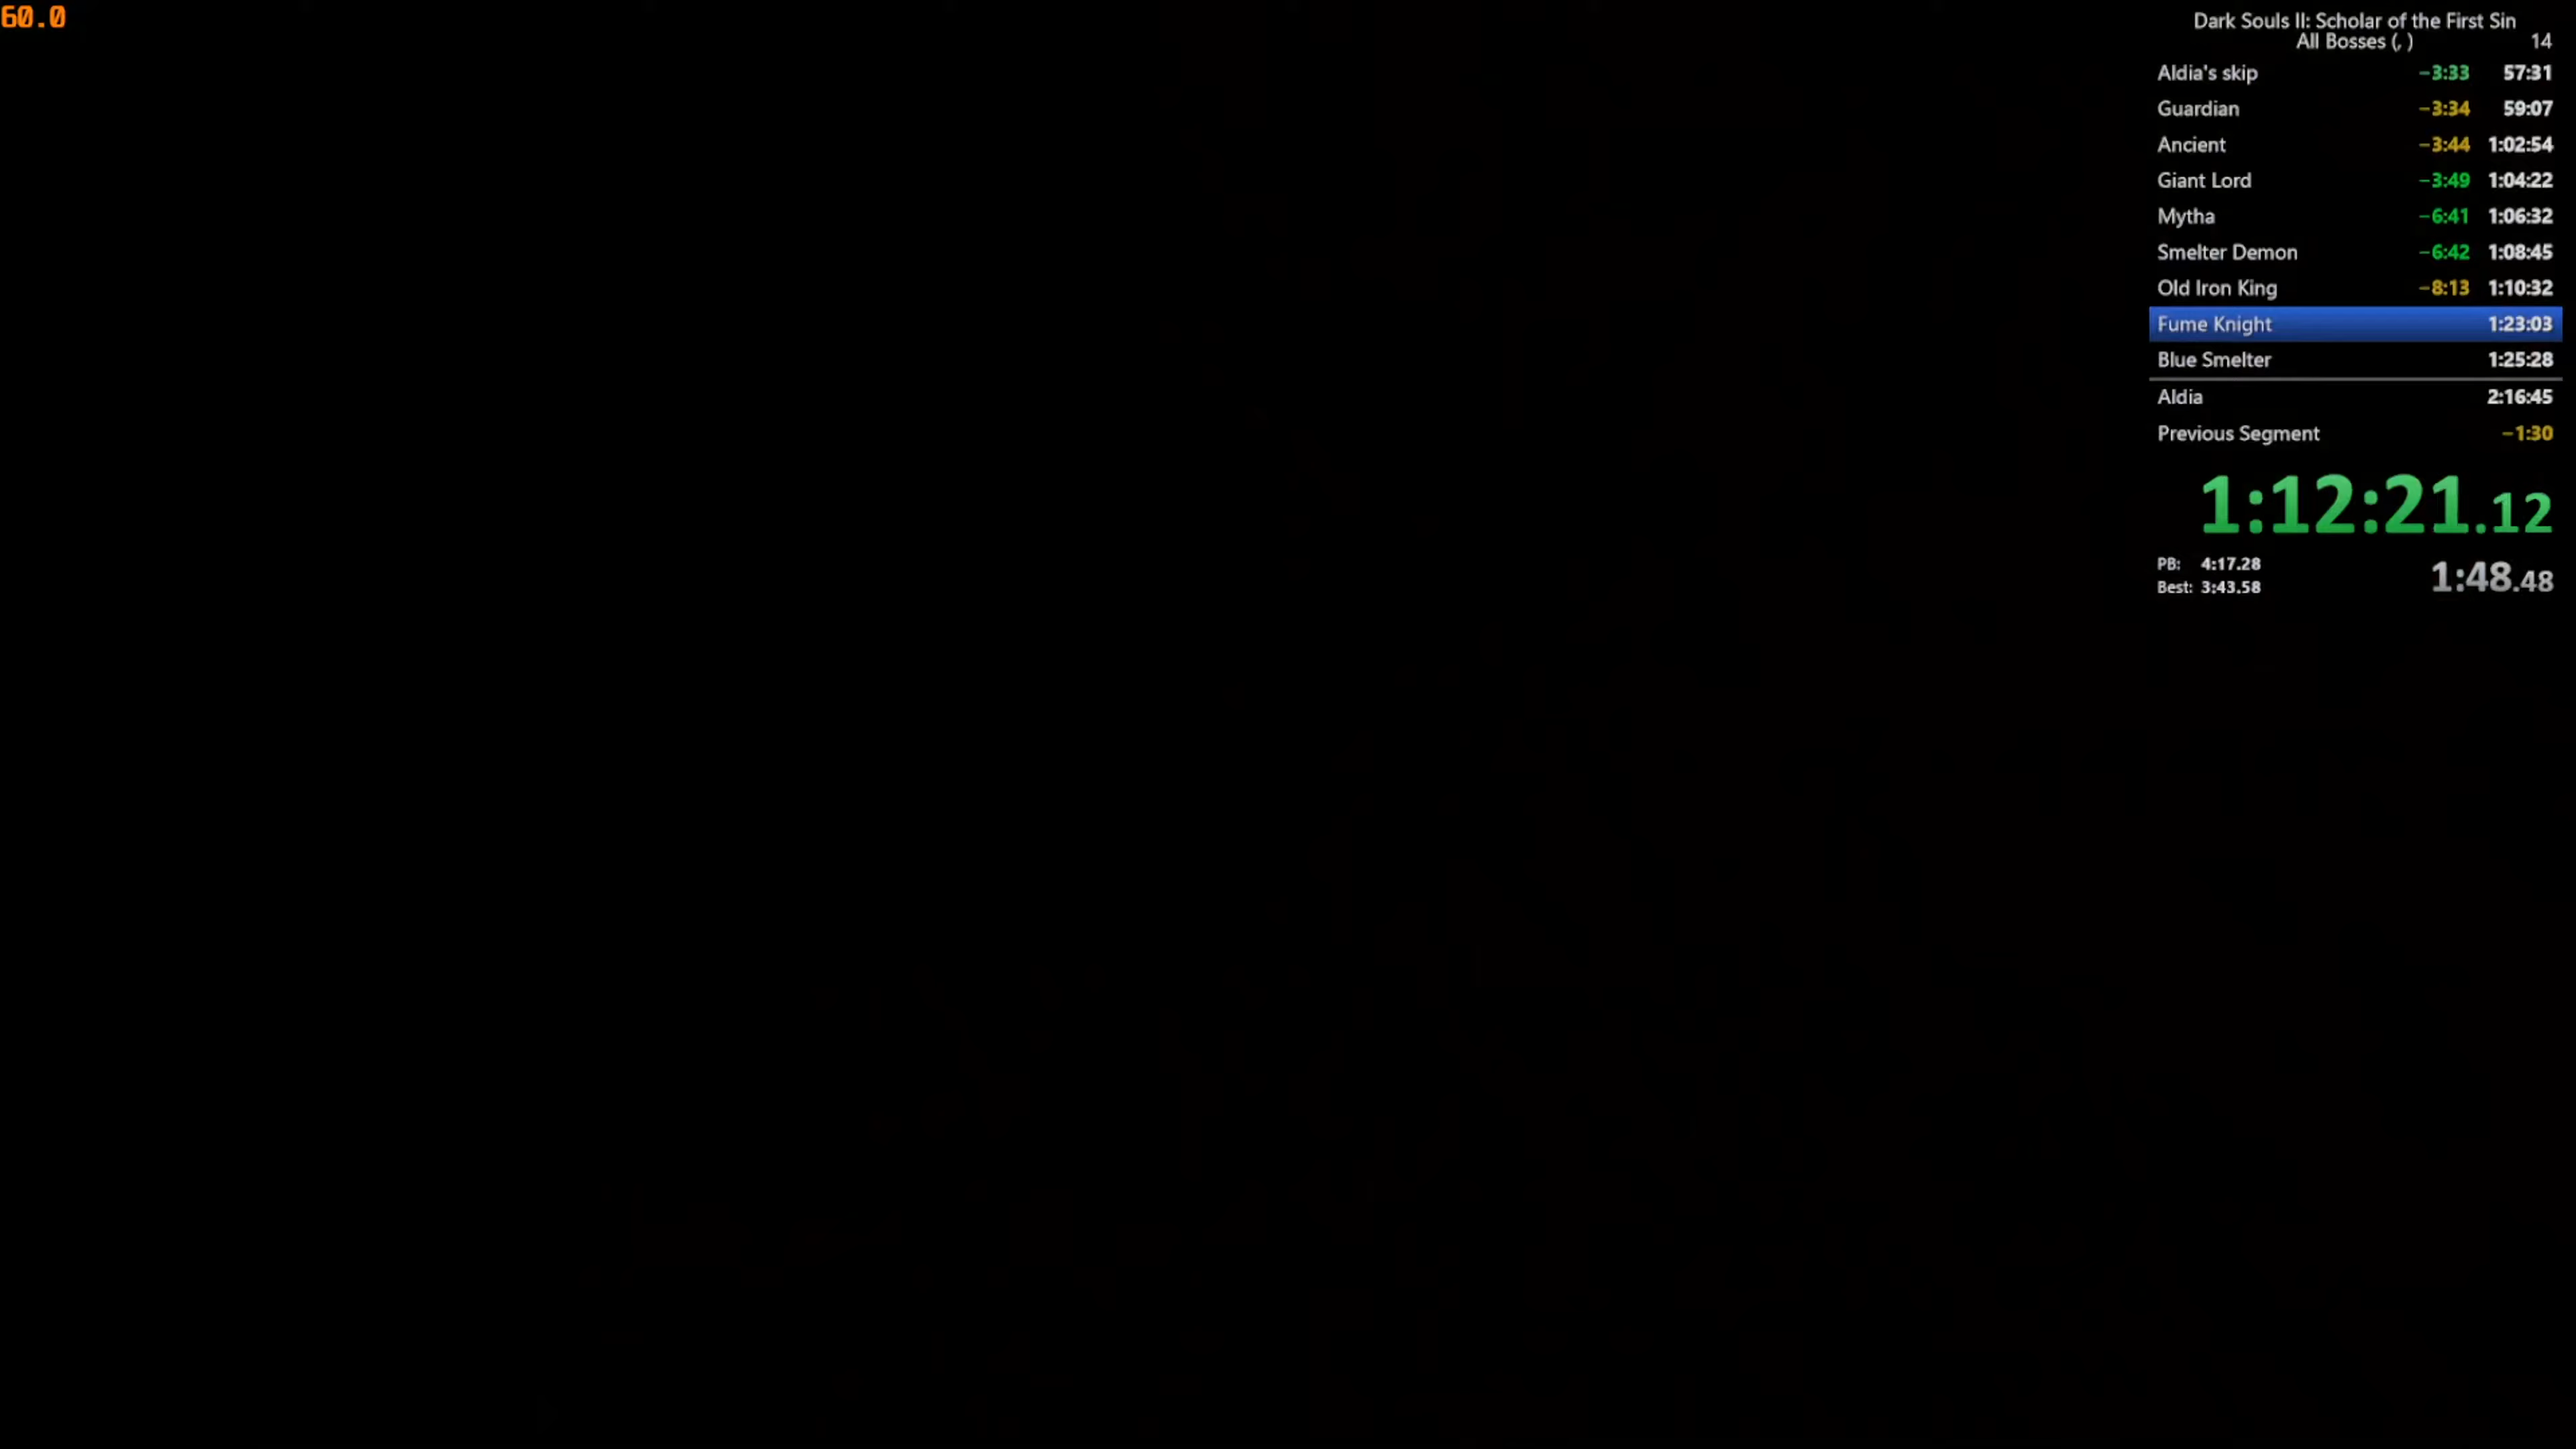 60.0
Dark Souls II: Scholar of the First Sin
All Bosses (, ) 14
Aldia's skip −3:33 57:31
Guardian −3:34 59:07
Ancient −3:44 1:02:54
Giant Lord −3:49 1:04:22
Mytha −6:41 1:06:32
Smelter Demon −6:42 1:08:45
Old Iron King −8:13 1:10:32
Fume Knight 1:23:03
Blue Smelter 1:25:28
Aldia 2:16:45
Previous Segment −1:30
1:12:21.12
PB: 4:17.28 1:48.48
Best: 3:43.58